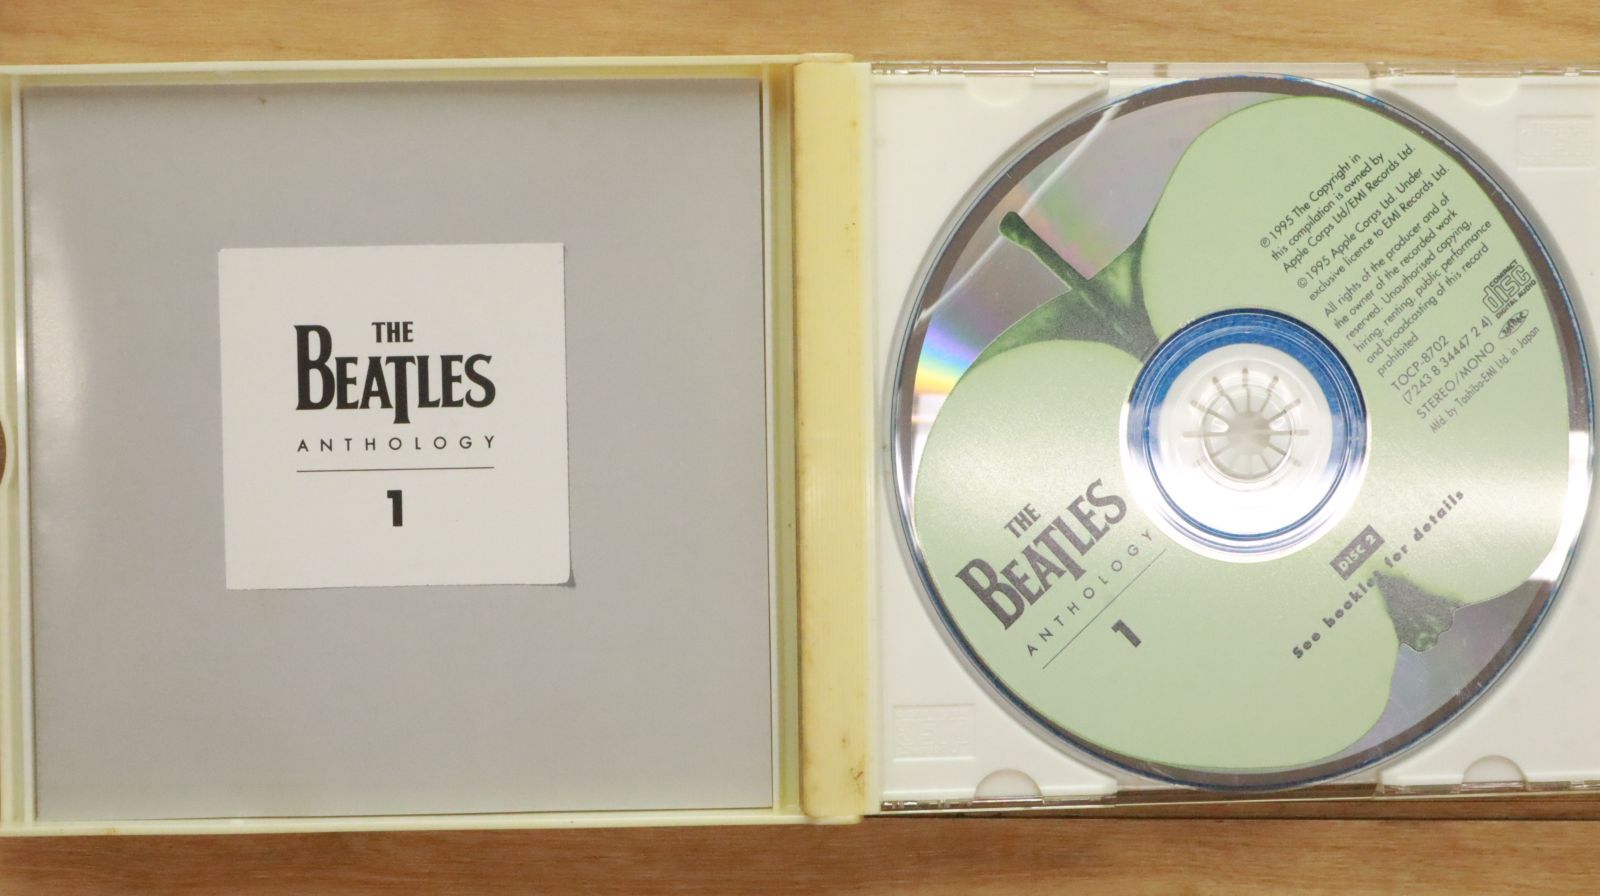 THE
BEATLES
ANTHOLOGY
1
℗ 1995 The Copyright in
this compilation is owned by
Apple Corps Ltd/EMI Records Ltd.
© 1995 Apple Corps Ltd. Under
exclusive licence to EMI Records Ltd.
All rights of the producer and of
the owner of the recorded work
reserved. Unauthorised copying,
hiring, renting, public performance
and broadcasting of this record
prohibited
COMPACT
disc
DIGITAL AUDIO
TOCP-8702
(7243 8 34447 2 4)
STEREO/MONO
Mfd. by Toshiba-EMI Ltd. in Japan
THE
BEATLES
ANTHOLOGY
1
DISC 2
See booklet for details